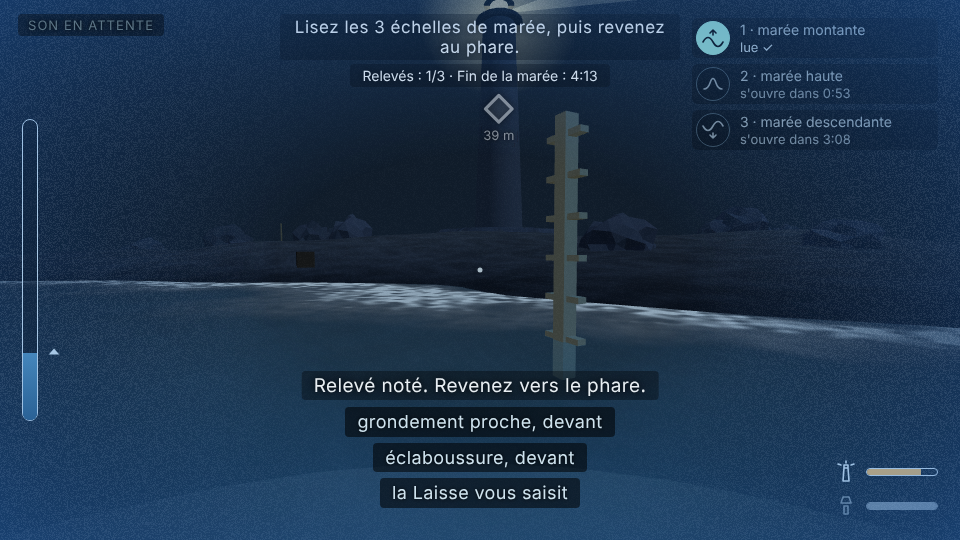 SON EN ATTENTE
Lisez les 3 échelles de marée, puis revenez
au phare.
Relevés : 1/3 · Fin de la marée : 4:13
39 m
1 · marée montante
lue ✓
2 · marée haute
s'ouvre dans 0:53
3 · marée descendante
s'ouvre dans 3:08
Relevé noté. Revenez vers le phare.
grondement proche, devant
éclaboussure, devant
la Laisse vous saisit